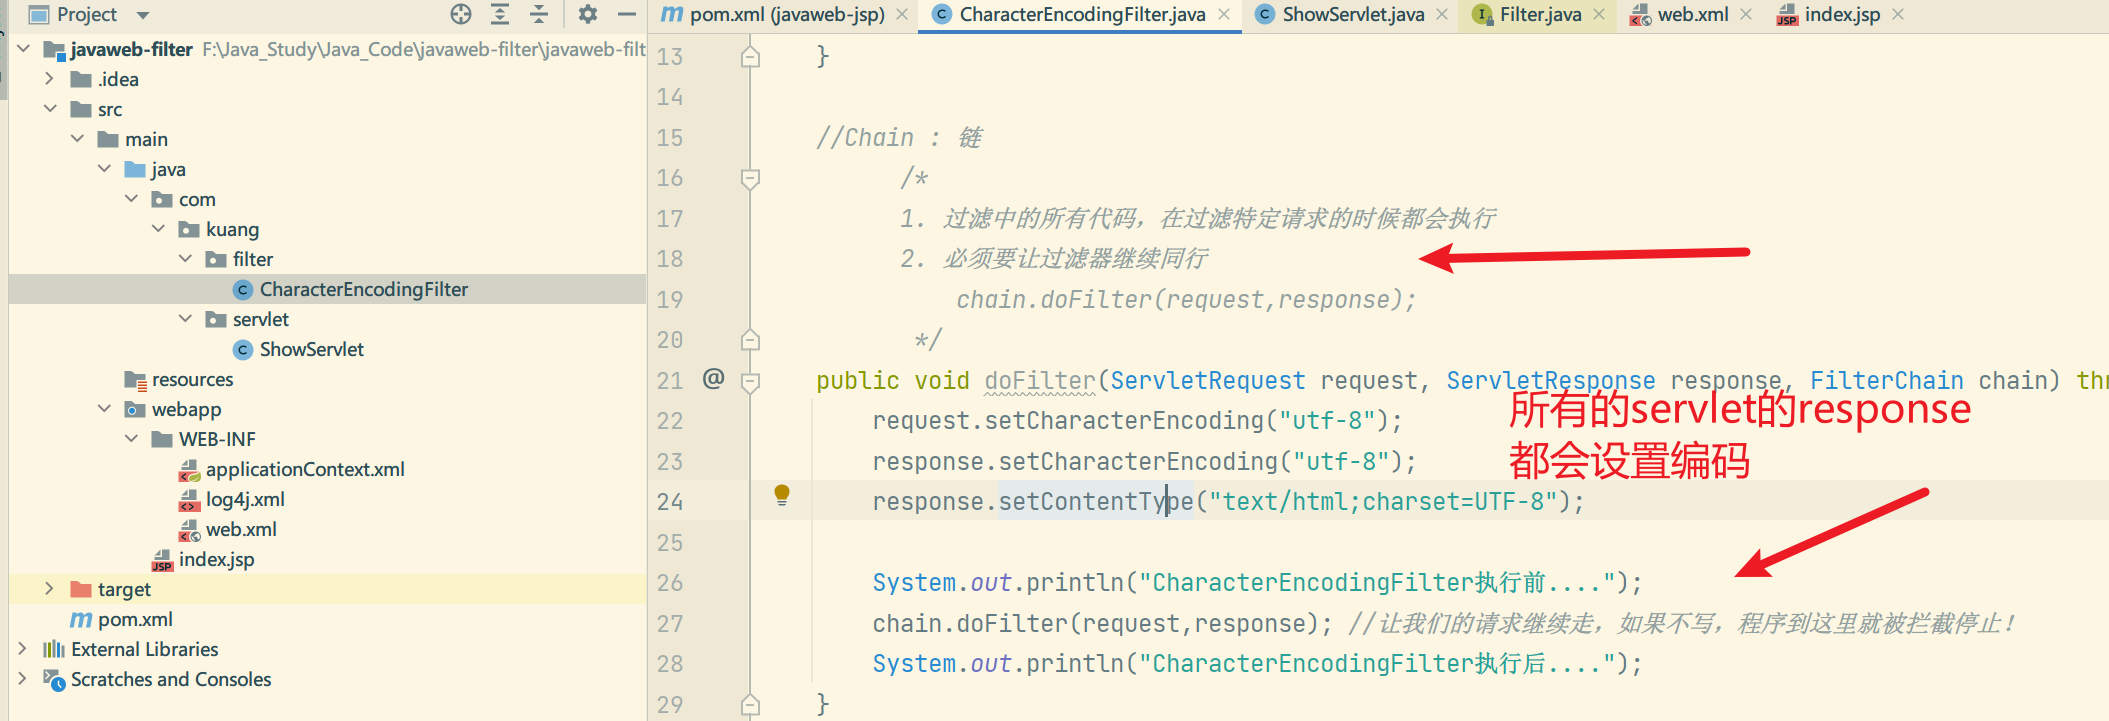 Project
pom.xml (javaweb-jsp)
CharacterEncodingFilter.java
ShowServlet.java
Filter.java
web.xml
index.jsp
javaweb-filter F:\Java_Study\Java_Code\javaweb-filter\javaweb-filt
.idea
src
main
java
com
kuang
filter
CharacterEncodingFilter
servlet
ShowServlet
resources
webapp
WEB-INF
applicationContext.xml
log4j.xml
web.xml
index.jsp
target
pom.xml
External Libraries
Scratches and Consoles
13 }
14
15 //Chain : 链
16 /*
17 1. 过滤中的所有代码，在过滤特定请求的时候都会执行
18 2. 必须要让过滤器继续同行
19 chain.doFilter(request,response);
20 */
21 @ public void doFilter(ServletRequest request, ServletResponse response, FilterChain chain) thr
22 request.setCharacterEncoding("utf-8");
23 response.setCharacterEncoding("utf-8");
24 response.setContentType("text/html;charset=UTF-8");
25
26 System.out.println("CharacterEncodingFilter执行前....");
27 chain.doFilter(request,response); //让我们的请求继续走，如果不写，程序到这里就被拦截停止！
28 System.out.println("CharacterEncodingFilter执行后....");
29 }
所有的servlet的response
都会设置编码